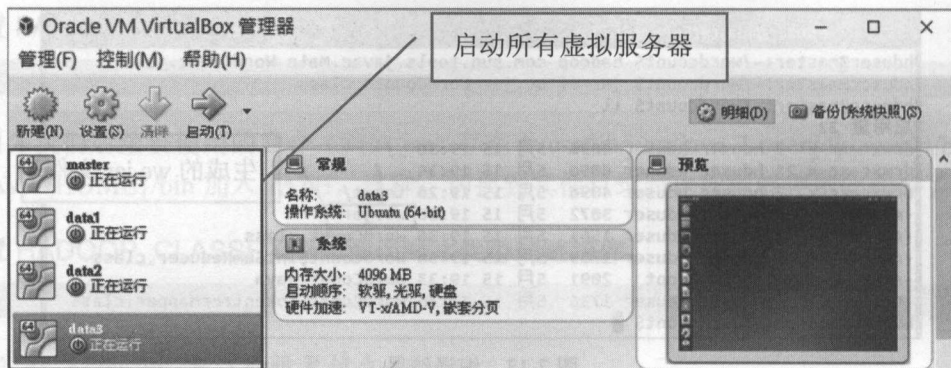 Oracle VM VirtualBox 管理器
启动所有虚拟服务器
管理(F) 控制(M) 帮助(H)
新建(N) 设置(S) 清除 启动(T)
明细(D) 备份[系统快照](S)
master
正在运行
data1
正在运行
data2
正在运行
data3
正在运行
常规
名称: data3
操作系统: Ubuntu (64-bit)
系统
内存大小: 4096 MB
启动顺序: 软驱, 光驱, 硬盘
硬件加速: VT-x/AMD-V, 嵌套分页
预览